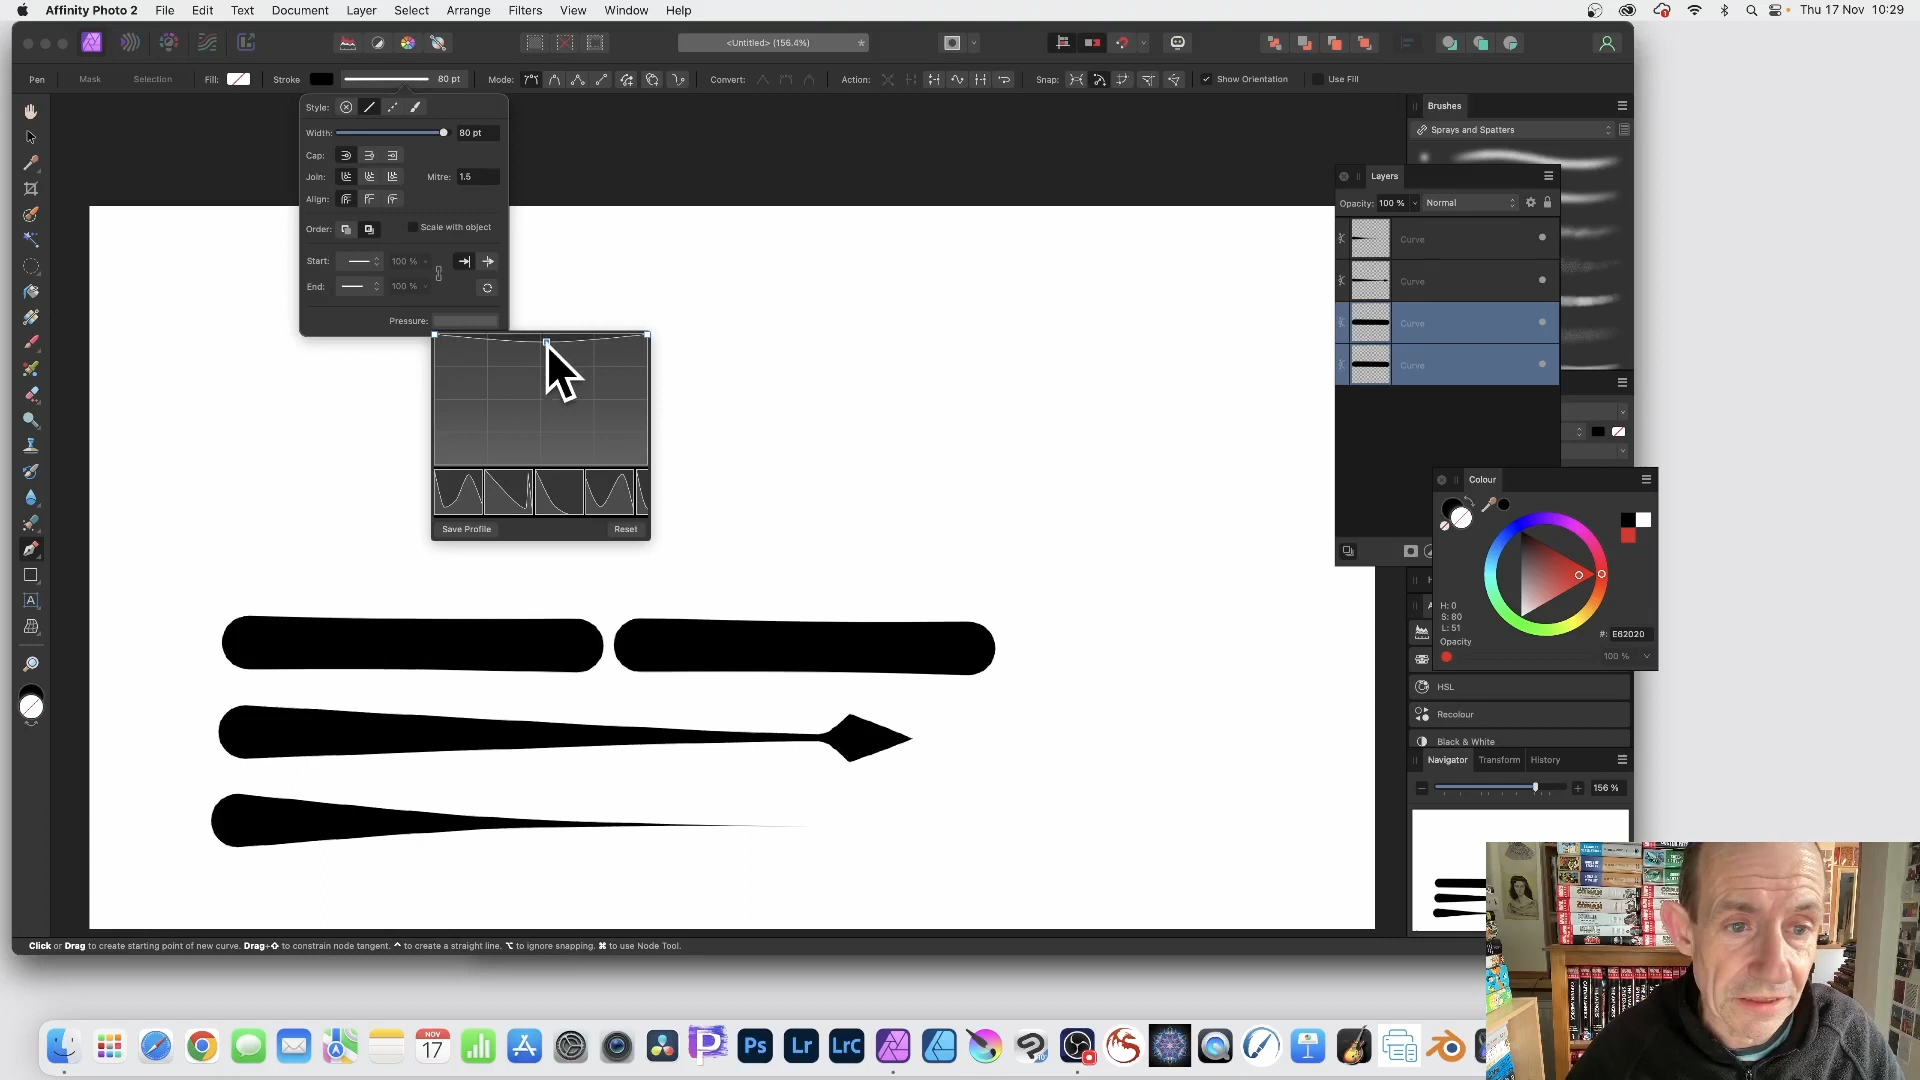 Affinity Photo 2 File Edit Text Document Layer Select Arrange Filters View Window Help Thu 17 Nov 10:29
<Untitled> (156.4%) *
Pen Mask Selection Fill: Stroke 80 pt Mode: Convert: Action: Snap: Show Orientation Use Fill
Style:
Width: 80 pt
Cap:
Join: Mitre: 1.5
Align:
Order: Scale with object
Start: 100 %
End: 100 %
Pressure:
Save Profile Reset
Brushes
Sprays and Spatters
Layers
Opacity: 100 % Normal
Curve
Curve
Curve
Curve
Colour
H: 0
S: 80
L: 51
#: E62020
Opacity
100 %
HSL
Recolour
Black & White
Navigator Transform History
156 %
Click or Drag to create starting point of new curve. Drag+⇧ to constrain node tangent. ^ to create a straight line. ⌥ to ignore snapping. ⌘ to use Node Tool.
NOV
17
Ps Lr LrC